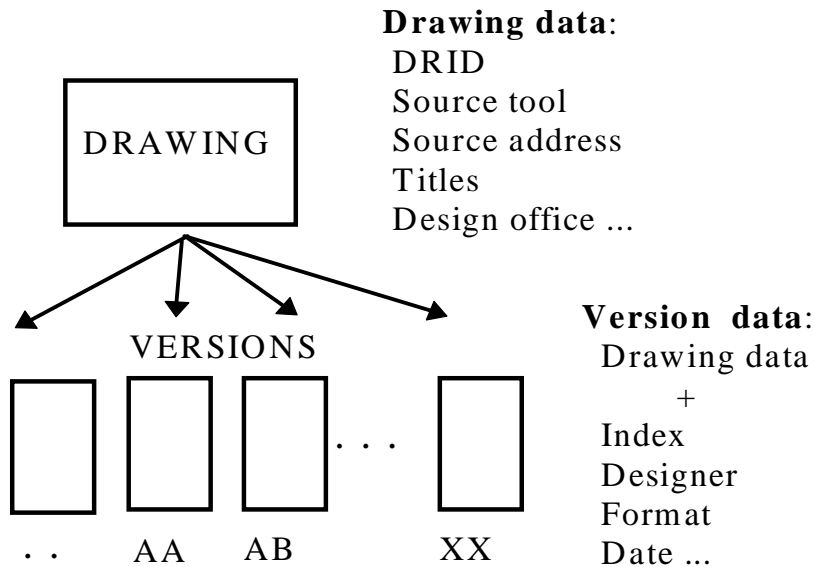 Drawing data:
DRID
Source tool
Source address
Titles
Design office ...
DRAWING
VERSIONS
. . .
. . AA AB XX
Version data:
Drawing data
+
Index
Designer
Format
Date ...